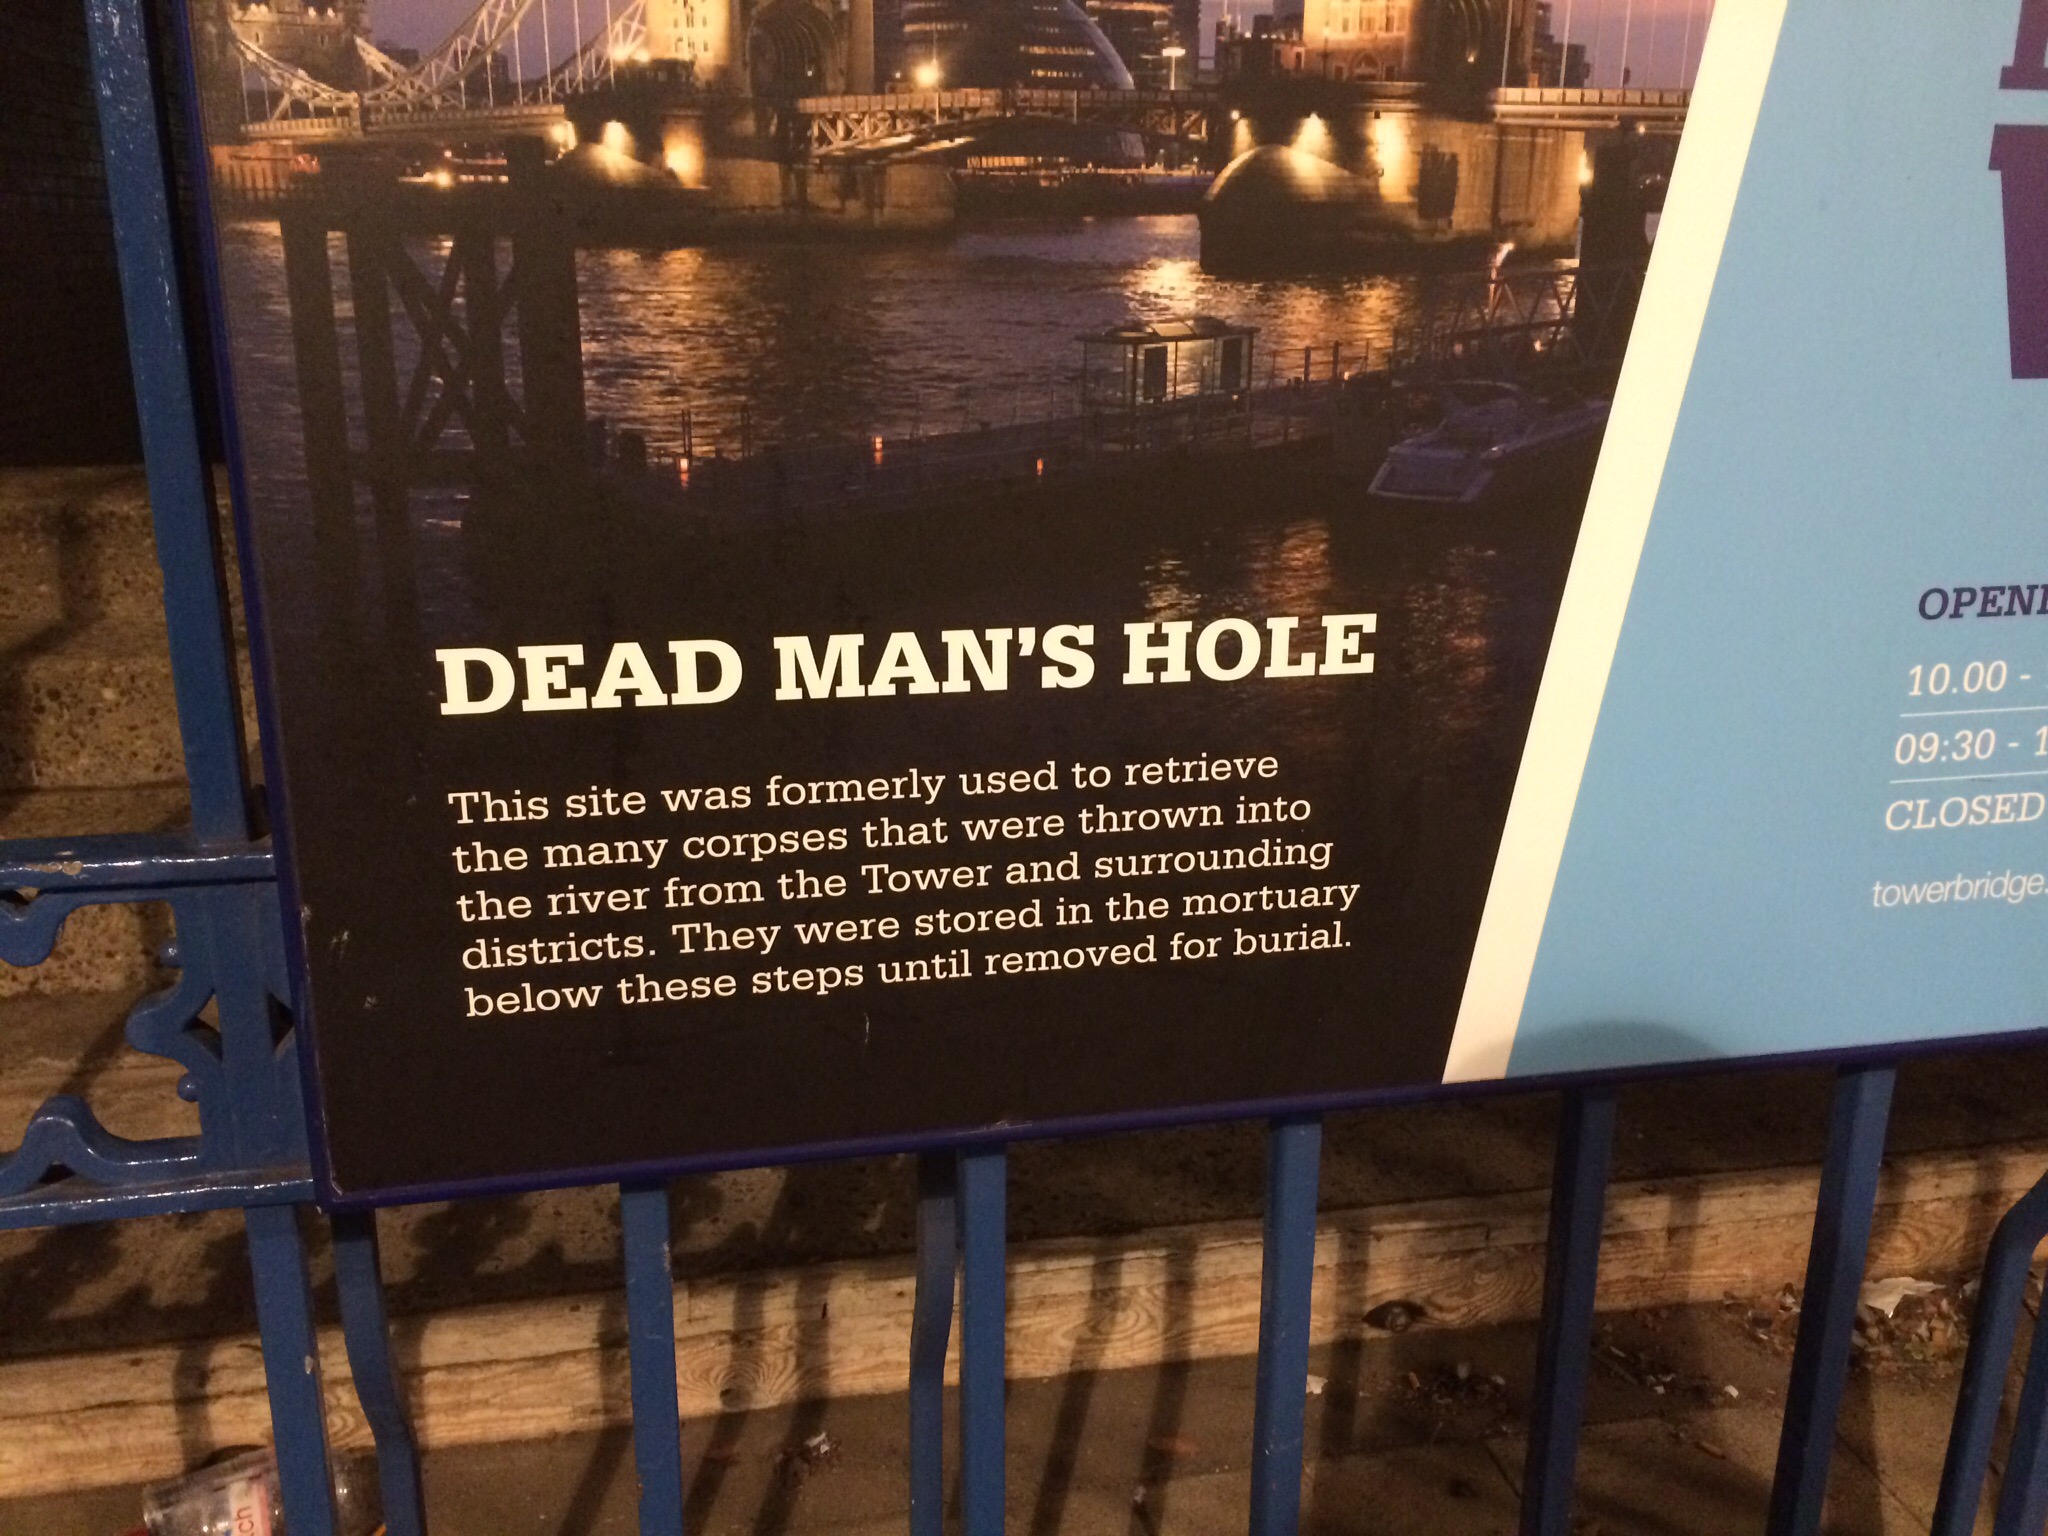 DEAD MAN'S HOLE
This site was formerly used to retrieve
the many corpses that were thrown into
the river from the Tower and surrounding
districts. They were stored in the mortuary
below these steps until removed for burial.
10.00 -
09:30 - 1
CLOSED
towerbridge.